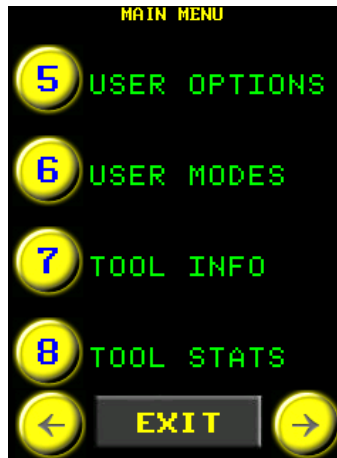 MAIN MENU
5 USER OPTIONS
6 USER MODES
7 TOOL INFO
8 TOOL STATS
← EXIT →